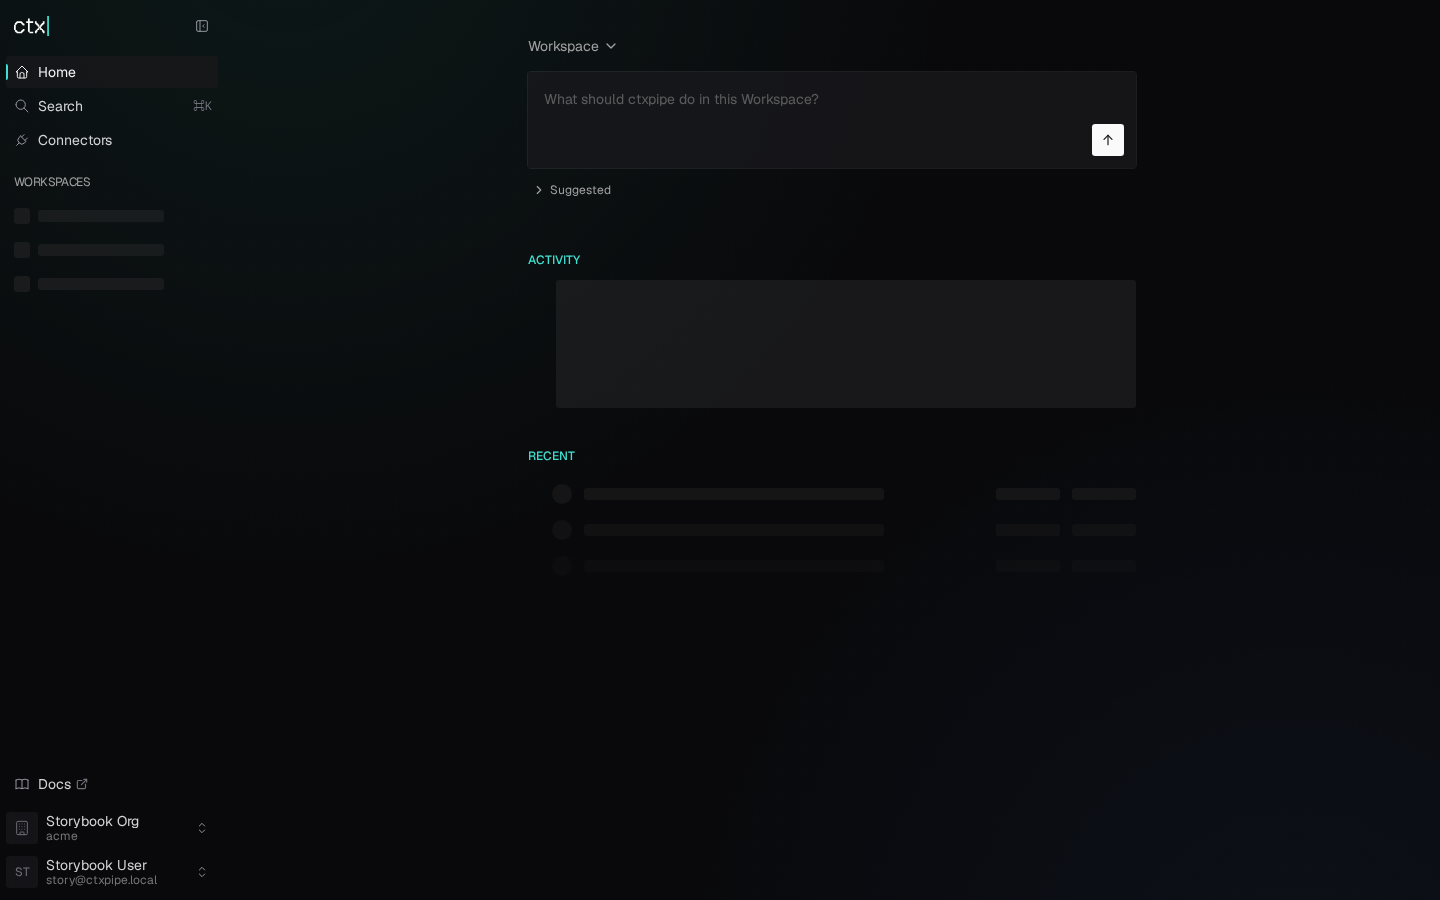 ctx
Home
Search ⌘K
Connectors
WORKSPACES
Workspace
What should ctxpipe do in this Workspace?
Suggested
ACTIVITY
RECENT
Docs
Storybook Org
acme
ST
Storybook User
story@ctxpipe.local